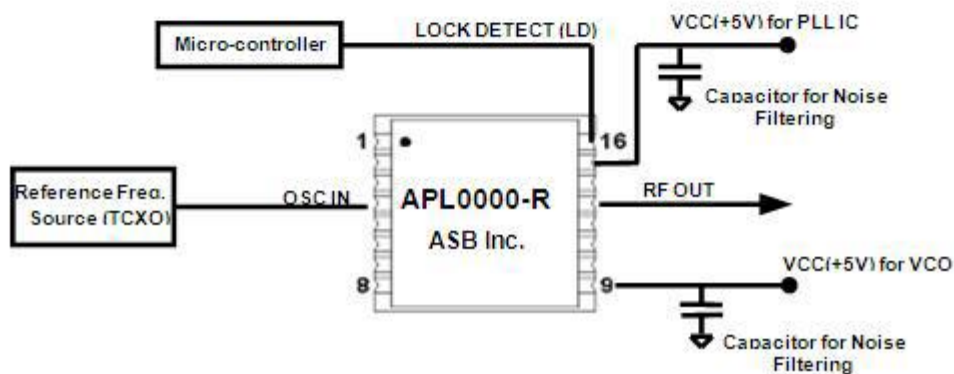 VCC(+5V) for PLL IC
Micro-controller
LOCK DETECT (LD)
Capacitor for Noise
Filtering
1
16
Reference Freq.
Source (TCXO)
OSC IN
APL0000-R
ASB Inc.
RF OUT
8
9
VCC(+5V) for VCO
Capacitor for Noise
Filtering